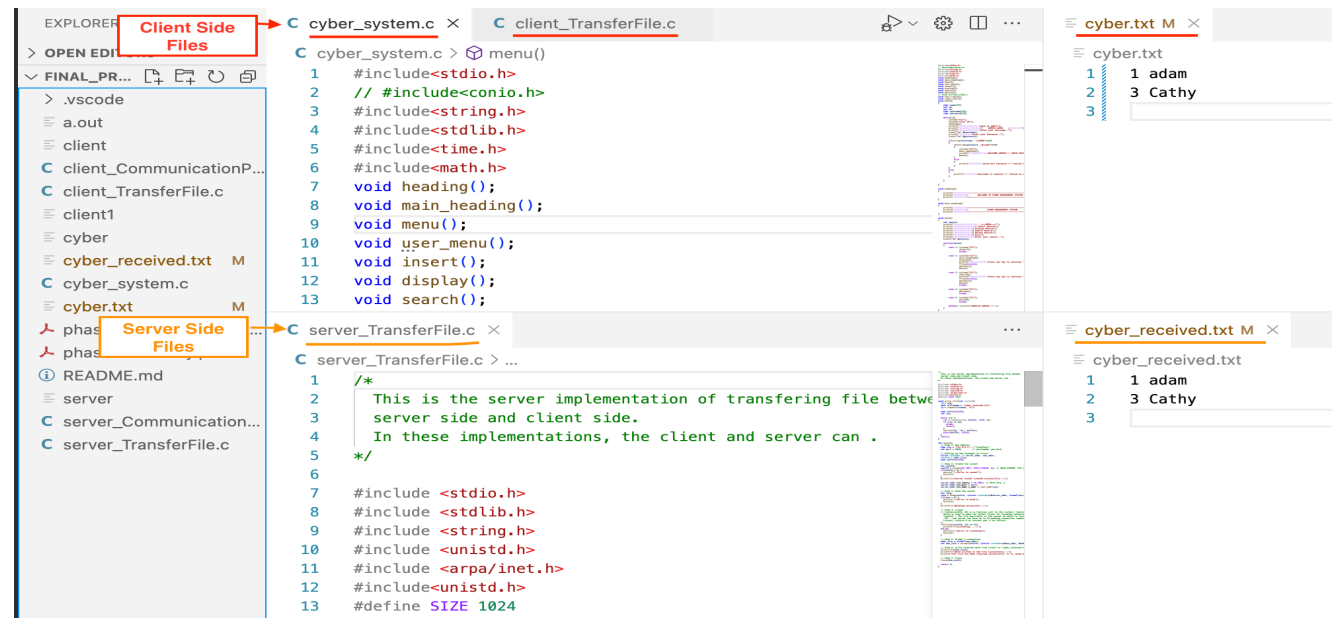 EXPLORER
Client Side
Files
OPEN EDITORS
FINAL_PR...
.vscode
a.out
client
client_CommunicationP...
client_TransferFile.c
client1
cyber
cyber_received.txt M
cyber_system.c
cyber.txt M
phas
Server Side
Files
phas
README.md
server
server_Communication...
server_TransferFile.c
cyber_system.c
client_TransferFile.c
cyber_system.c > menu()
1 #include<stdio.h>
2 // #include<conio.h>
3 #include<string.h>
4 #include<stdlib.h>
5 #include<time.h>
6 #include<math.h>
7 void heading();
8 void main_heading();
9 void menu();
10 void user_menu();
11 void insert();
12 void display();
13 void search();
cyber.txt M
cyber.txt
1 1 adam
2 3 Cathy
3
server_TransferFile.c
server_TransferFile.c > ...
1 /*
2 This is the server implementation of transfering file betwe
3 server side and client side.
4 In these implementations, the client and server can .
5 */
6
7 #include <stdio.h>
8 #include <stdlib.h>
9 #include <string.h>
10 #include <unistd.h>
11 #include <arpa/inet.h>
12 #include<unistd.h>
13 #define SIZE 1024
cyber_received.txt M
cyber_received.txt
1 1 adam
2 3 Cathy
3